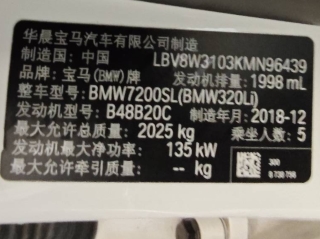 华晨宝马汽车有限公司制造
制造国：中国 LBV8W3103KMN96439
品牌：宝马(BMW)牌 发动机排量：1998 mL
整车型号：BMW7200SL(BMW320Li)
发动机型号：B48B20C 制造年月：2018-12
最大允许总质量：2025 kg 乘坐人数：5
发动机最大净功率：135 kW
最大允许牵引质量：-- kg
300
8 738 798